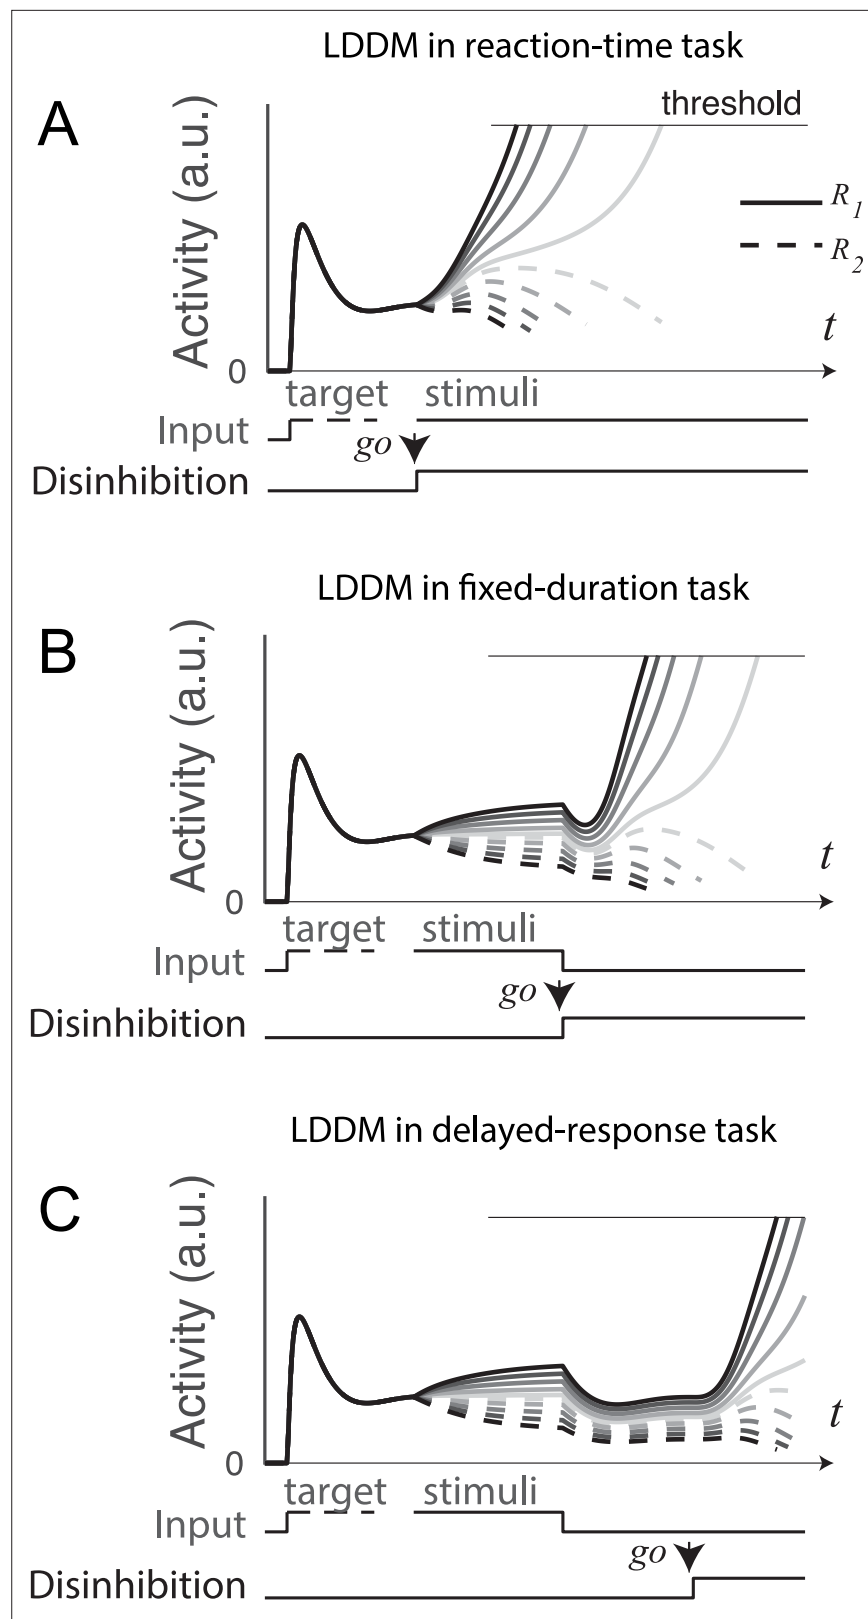 LDDM in reaction-time task
A
Activity (a.u.)
threshold
R1
R2
t
0
target stimuli
Input
go
Disinhibition
LDDM in fixed-duration task
B
Activity (a.u.)
t
0
target stimuli
Input
go
Disinhibition
LDDM in delayed-response task
C
Activity (a.u.)
t
0
target stimuli
Input
go
Disinhibition